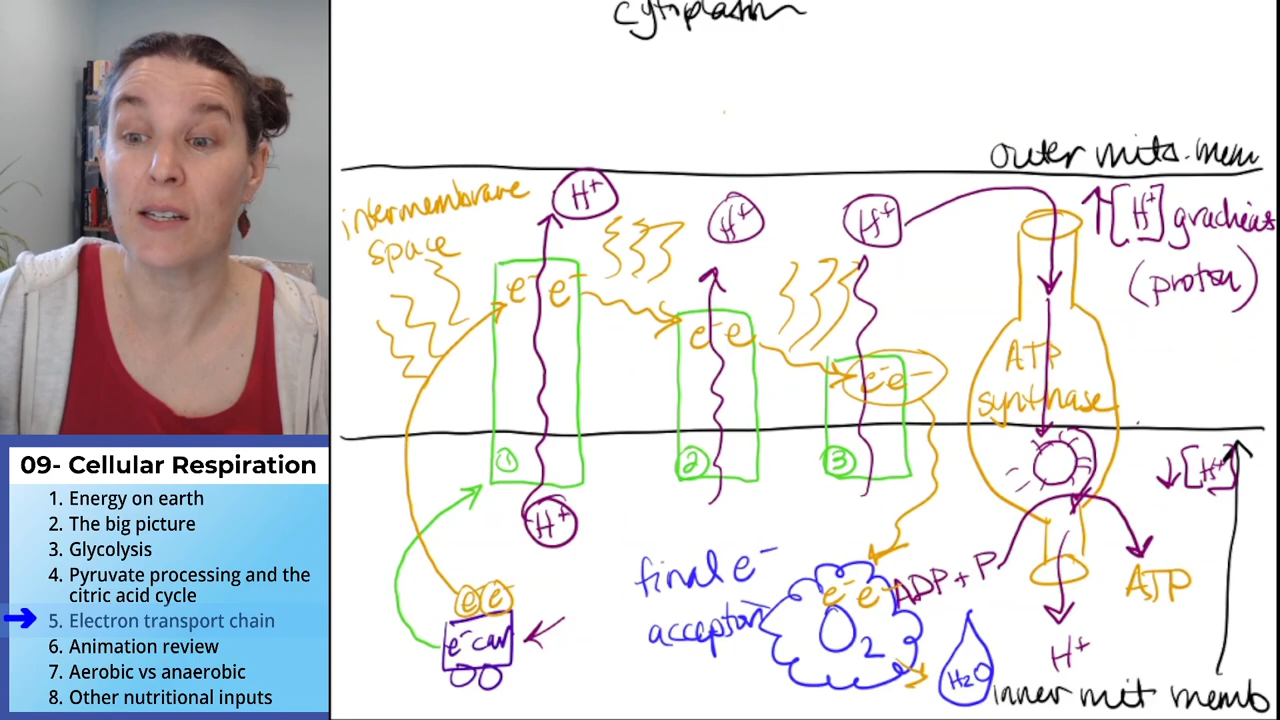 cytoplasm
outer mito. mem
intermembrane
space
H+
H+
H+
↑[H+] gradient
(proton)
e- e-
e- e
e- e-
ATP
synthase
1
2
3
↓[H+]
H+
e e
e- carr
final e-
acceptor
e- e-
O2
H2O
ADP + P
ATP
H+
inner mit memb
09- Cellular Respiration
1. Energy on earth
2. The big picture
3. Glycolysis
4. Pyruvate processing and the
citric acid cycle
5. Electron transport chain
6. Animation review
7. Aerobic vs anaerobic
8. Other nutritional inputs